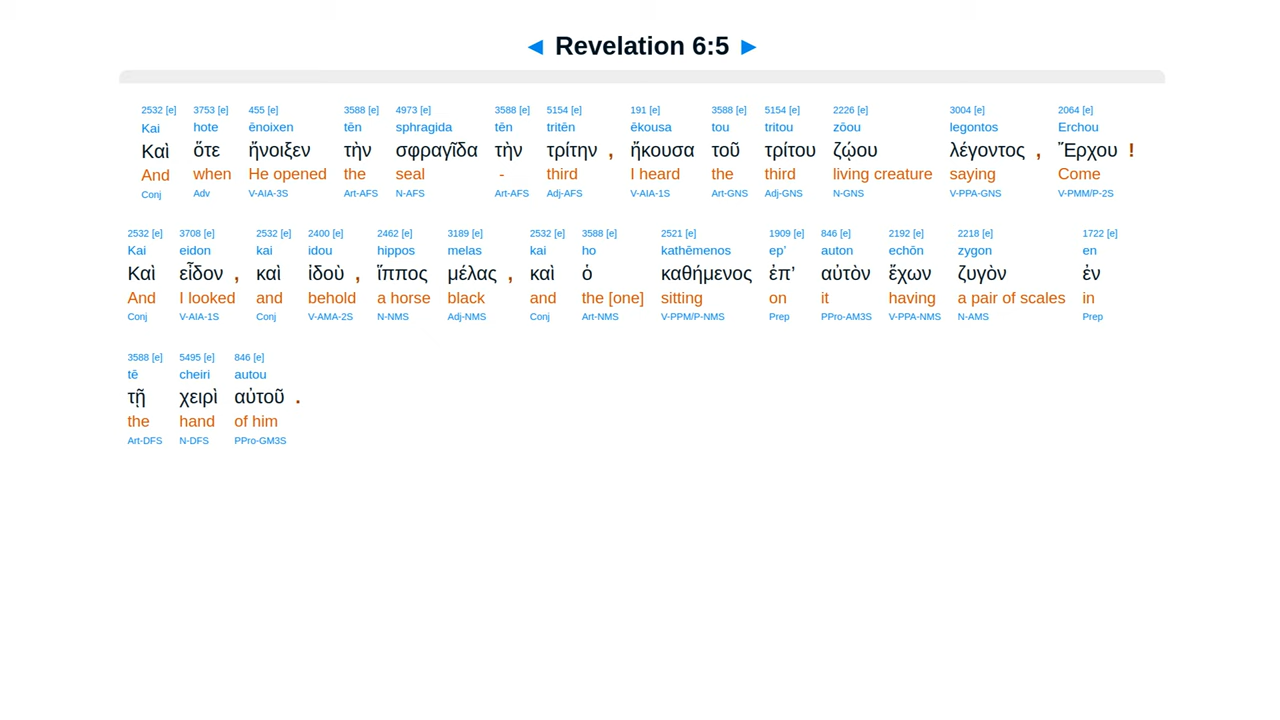 ◄ Revelation 6:5 ►
2532 [e] 3753 [e] 455 [e] 3588 [e] 4973 [e] 3588 [e] 5154 [e] 191 [e] 3588 [e] 5154 [e] 2226 [e] 3004 [e] 2064 [e]
Kai hote ēnoixen tēn sphragida tēn tritēn ēkousa tou tritou zōou legontos Erchou
Καὶ ὅτε ἤνοιξεν τὴν σφραγῖδα τὴν τρίτην , ἤκουσα τοῦ τρίτου ζῴου λέγοντος , Ἔρχου !
And when He opened the seal - third I heard the third living creature saying Come
Conj Adv V-AIA-3S Art-AFS N-AFS Art-AFS Adj-AFS V-AIA-1S Art-GNS Adj-GNS N-GNS V-PPA-GNS V-PMM/P-2S
2532 [e] 3708 [e] 2532 [e] 2400 [e] 2462 [e] 3189 [e] 2532 [e] 3588 [e] 2521 [e] 1909 [e] 846 [e] 2192 [e] 2218 [e] 1722 [e]
Kai eidon kai idou hippos melas kai ho kathēmenos ep' auton echōn zygon en
Καὶ εἶδον , καὶ ἰδοὺ , ἵππος μέλας , καὶ ὁ καθήμενος ἐπ’ αὐτὸν ἔχων ζυγὸν ἐν
And I looked and behold a horse black and the [one] sitting on it having a pair of scales in
Conj V-AIA-1S Conj V-AMA-2S N-NMS Adj-NMS Conj Art-NMS V-PPM/P-NMS Prep PPro-AM3S V-PPA-NMS N-AMS Prep
3588 [e] 5495 [e] 846 [e]
tē cheiri autou
τῇ χειρὶ αὐτοῦ .
the hand of him
Art-DFS N-DFS PPro-GM3S